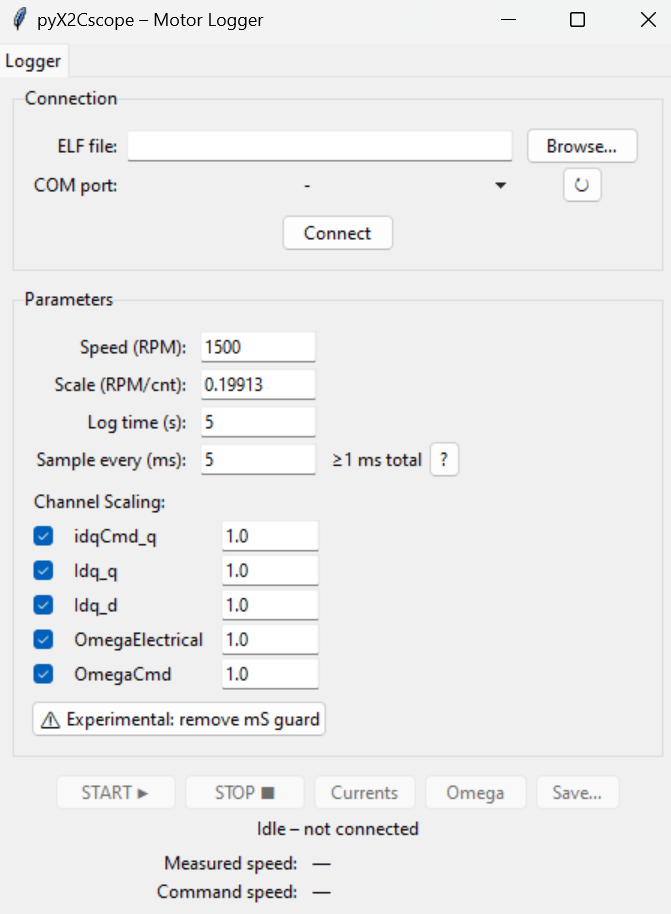 pyX2Cscope – Motor Logger
Logger
Connection
ELF file:
Browse...
COM port:
-
Connect
Parameters
Speed (RPM): 1500
Scale (RPM/cnt): 0.19913
Log time (s): 5
Sample every (ms): 5 ≥1 ms total ?
Channel Scaling:
idqCmd_q 1.0
Idq_q 1.0
Idq_d 1.0
OmegaElectrical 1.0
OmegaCmd 1.0
⚠ Experimental: remove mS guard
START ▶ STOP ■ Currents Omega Save...
Idle – not connected
Measured speed: —
Command speed: —